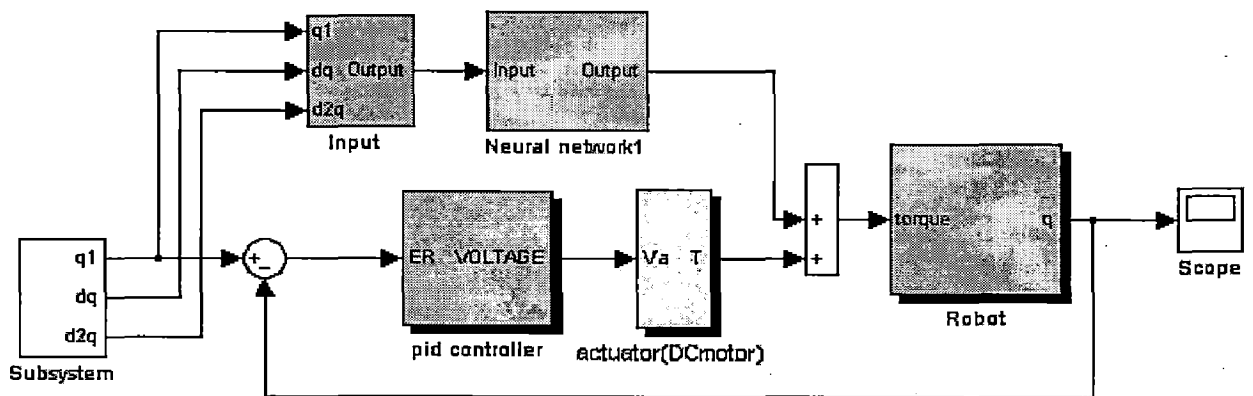 q1
dq Output
d2q
Input
Input Output
Neural network1
q1
dq
d2q
Subsystem
+
−
ER VOLTAGE
pid controller
Va T
actuator(DCmotor)
+
+
torque q
Robot
Scope